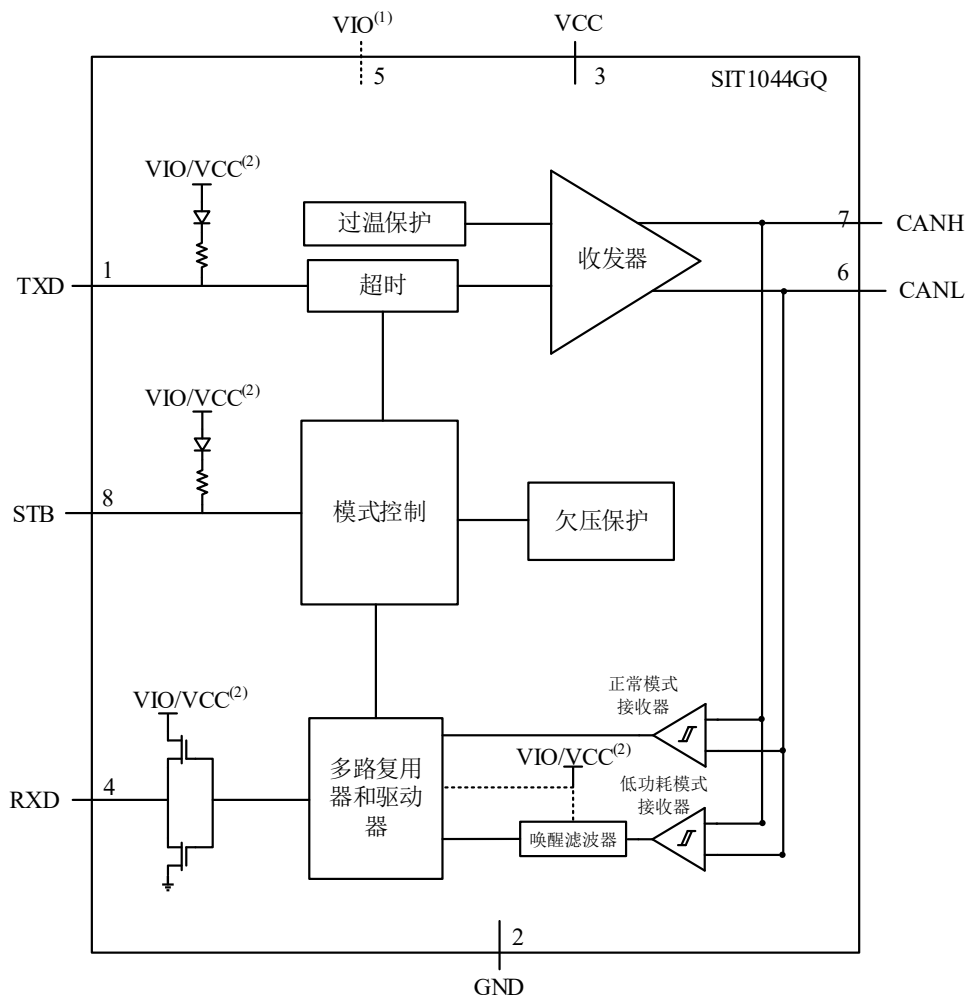 VIO(1)
VCC
5
3
SIT1044GQ
VIO/VCC(2)
过温保护
收发器
7
CANH
1
TXD
超时
6
CANL
VIO/VCC(2)
8
STB
模式控制
欠压保护
正常模式
接收器
VIO/VCC(2)
VIO/VCC(2)
多路复用
器和驱动
器
4
RXD
低功耗模式
接收器
唤醒滤波器
2
GND